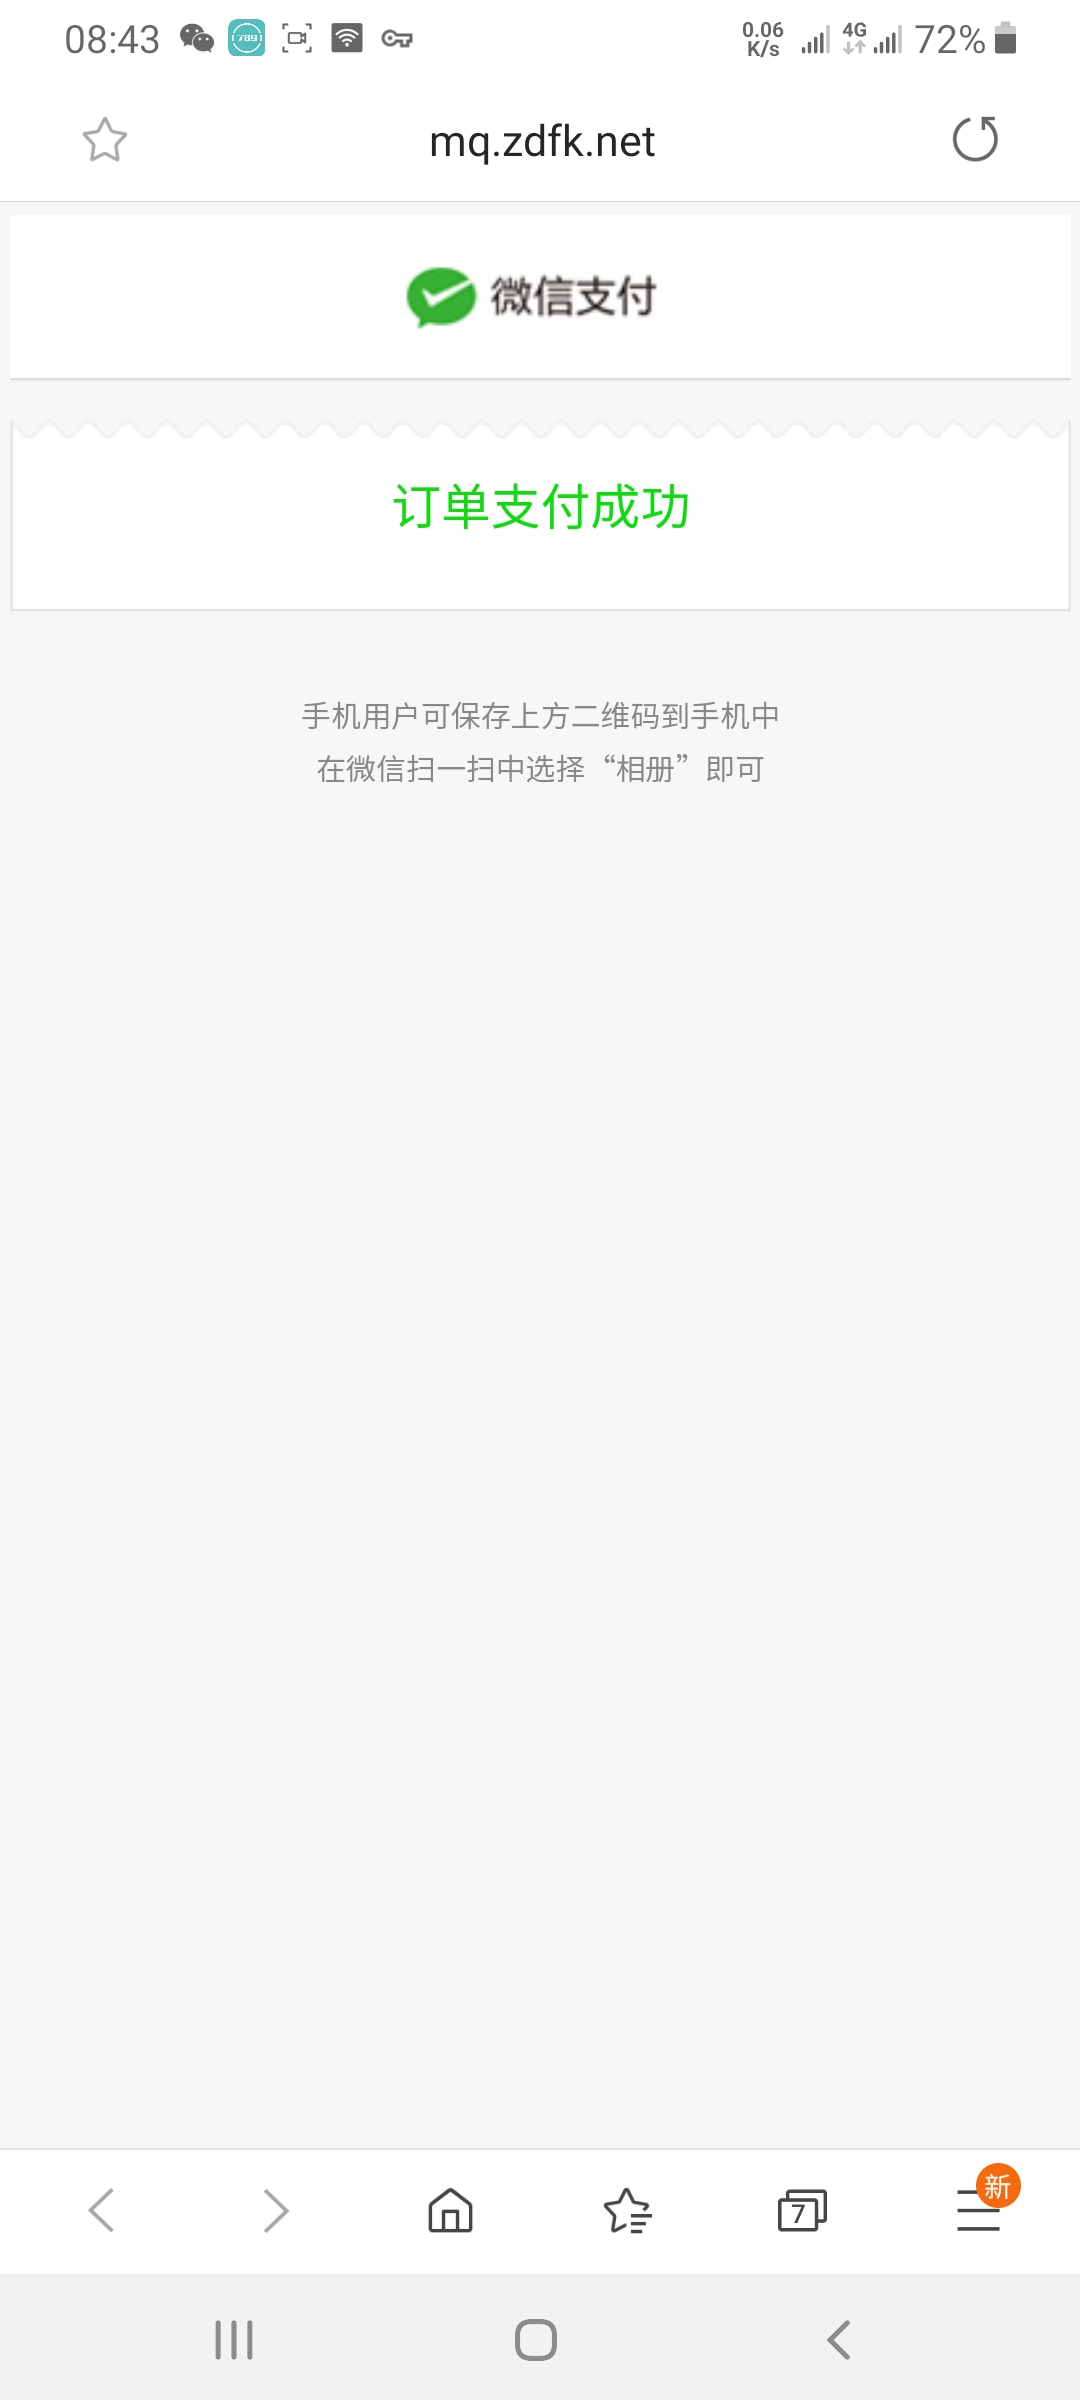 08:43
789
0.06
K/s
4G
72%
mq.zdfk.net
微信支付
订单支付成功
手机用户可保存上方二维码到手机中
在微信扫一扫中选择“相册”即可
7
新